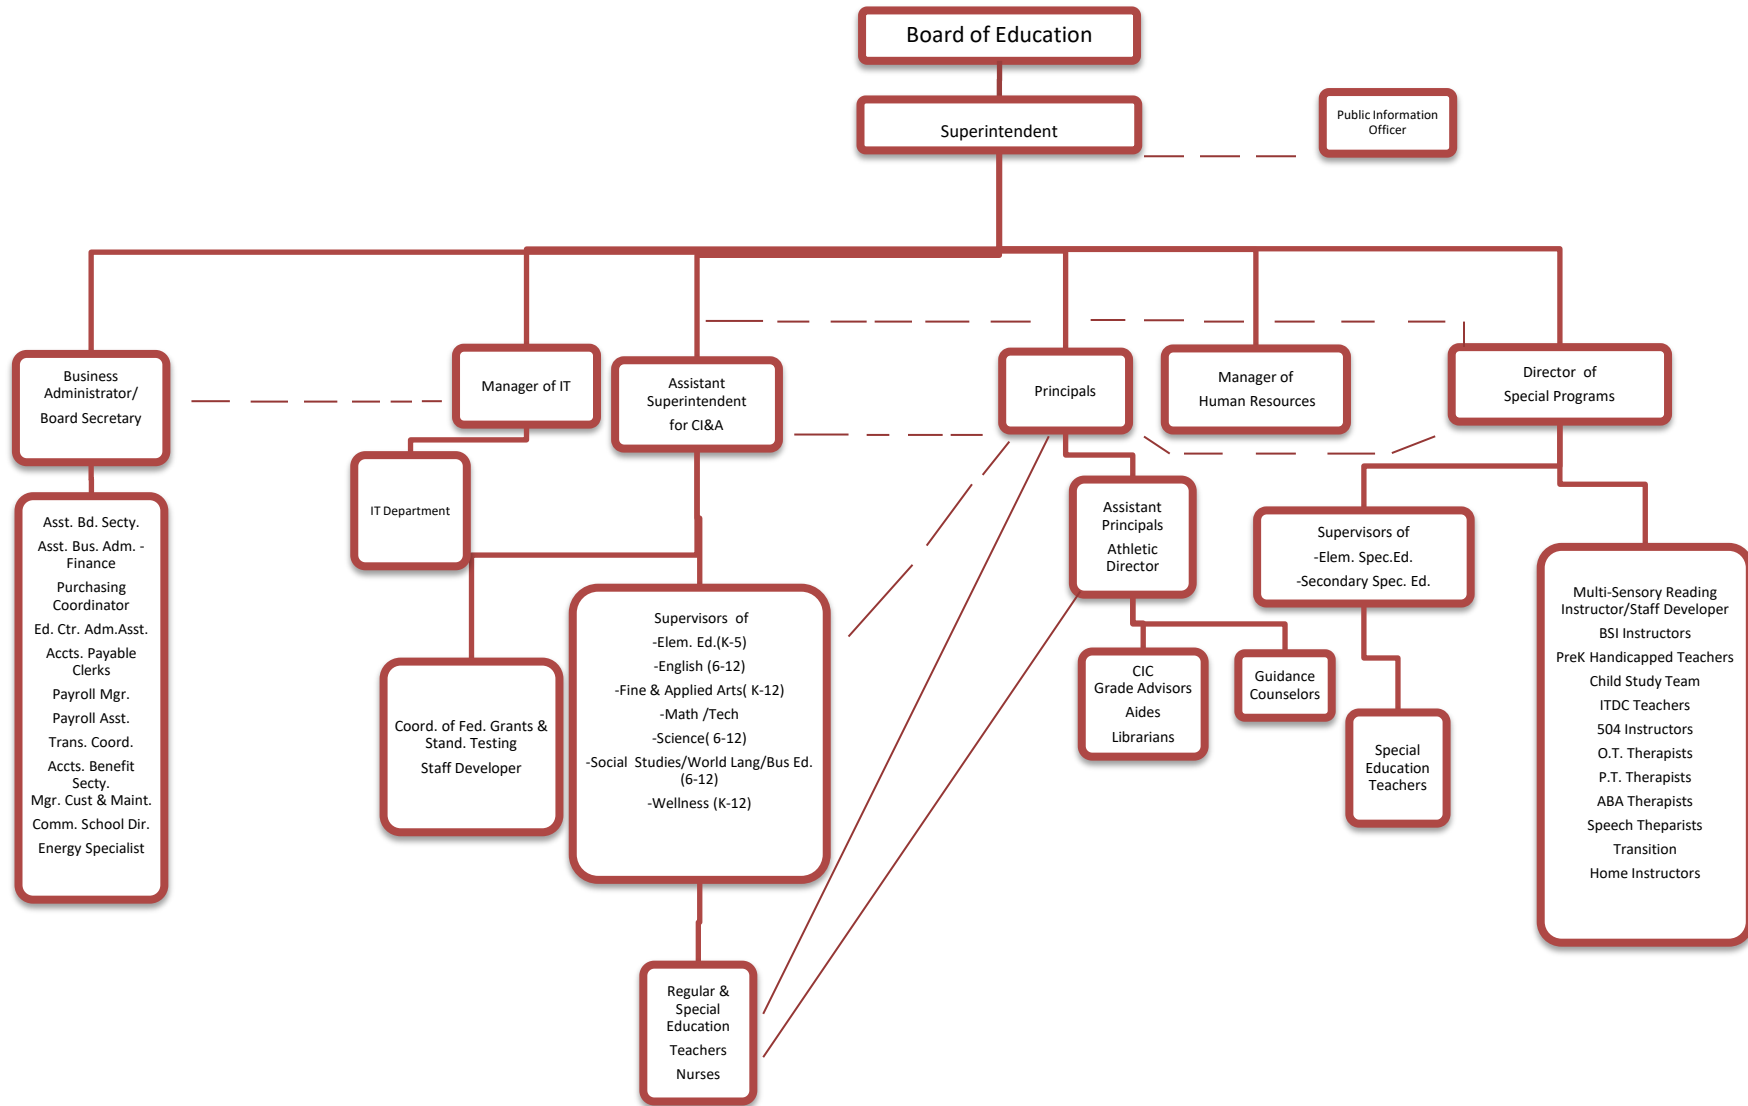 Board of Education
Superintendent
Public Information
Officer
Business
Administrator/
Board Secretary
Manager of IT
Assistant
Superintendent
for CI&A
Principals
Manager of
Human Resources
Director of
Special Programs
Asst. Bd. Secty.
Asst. Bus. Adm. -
Finance
Purchasing
Coordinator
Ed. Ctr. Adm.Asst.
Accts. Payable
Clerks
Payroll Mgr.
Payroll Asst.
Trans. Coord.
Accts. Benefit
Secty.
Mgr. Cust & Maint.
Comm. School Dir.
Energy Specialist
IT Department
Coord. of Fed. Grants &
Stand. Testing
Staff Developer
Supervisors of
-Elem. Ed.(K-5)
-English (6-12)
-Fine & Applied Arts( K-12)
-Math /Tech
-Science( 6-12)
-Social Studies/World Lang/Bus Ed.
(6-12)
-Wellness (K-12)
Regular &
Special
Education
Teachers
Nurses
Assistant
Principals
Athletic
Director
CIC
Grade Advisors
Aides
Librarians
Guidance
Counselors
Supervisors of
-Elem. Spec.Ed.
-Secondary Spec. Ed.
Special
Education
Teachers
Multi-Sensory Reading
Instructor/Staff Developer
BSI Instructors
PreK Handicapped Teachers
Child Study Team
ITDC Teachers
504 Instructors
O.T. Therapists
P.T. Therapists
ABA Therapists
Speech Theparists
Transition
Home Instructors